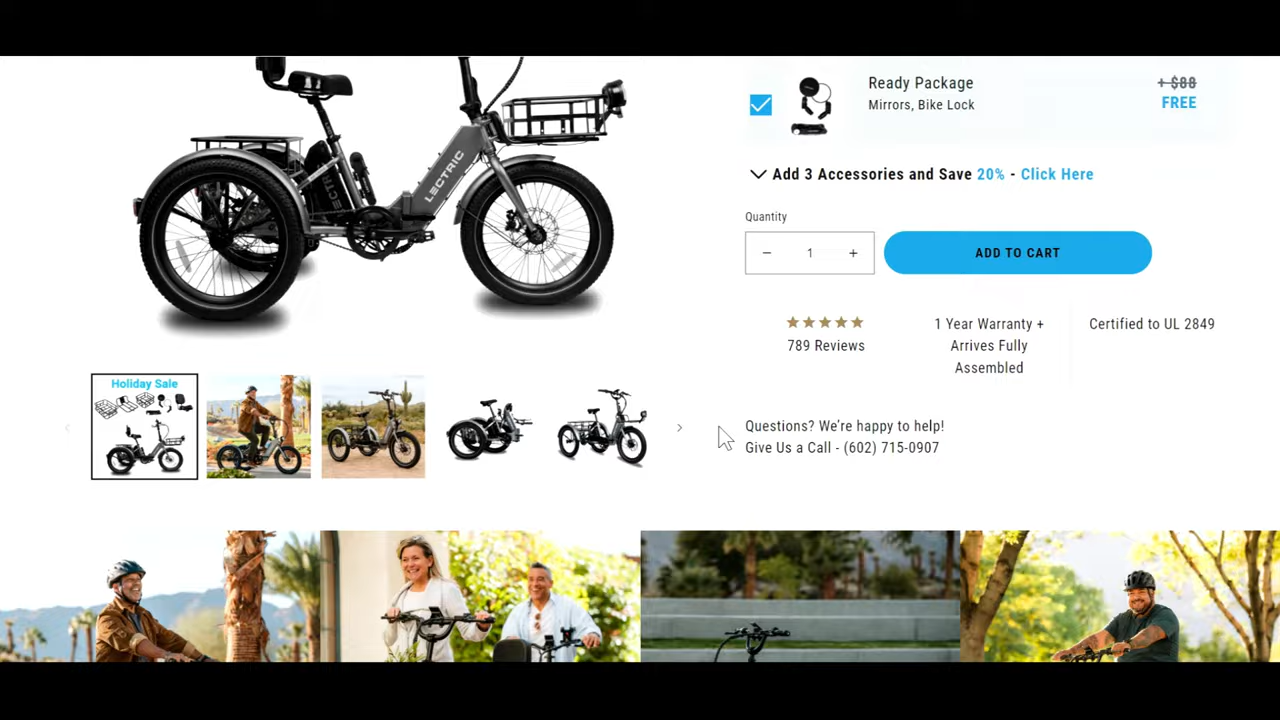 LECTRIC
Ready Package
+ $88
Mirrors, Bike Lock
FREE
Add 3 Accessories and Save 20% - Click Here
Quantity
− 1 +
ADD TO CART
789 Reviews
1 Year Warranty +
Arrives Fully
Assembled
Certified to UL 2849
Holiday Sale
Questions? We're happy to help!
Give Us a Call - (602) 715-0907